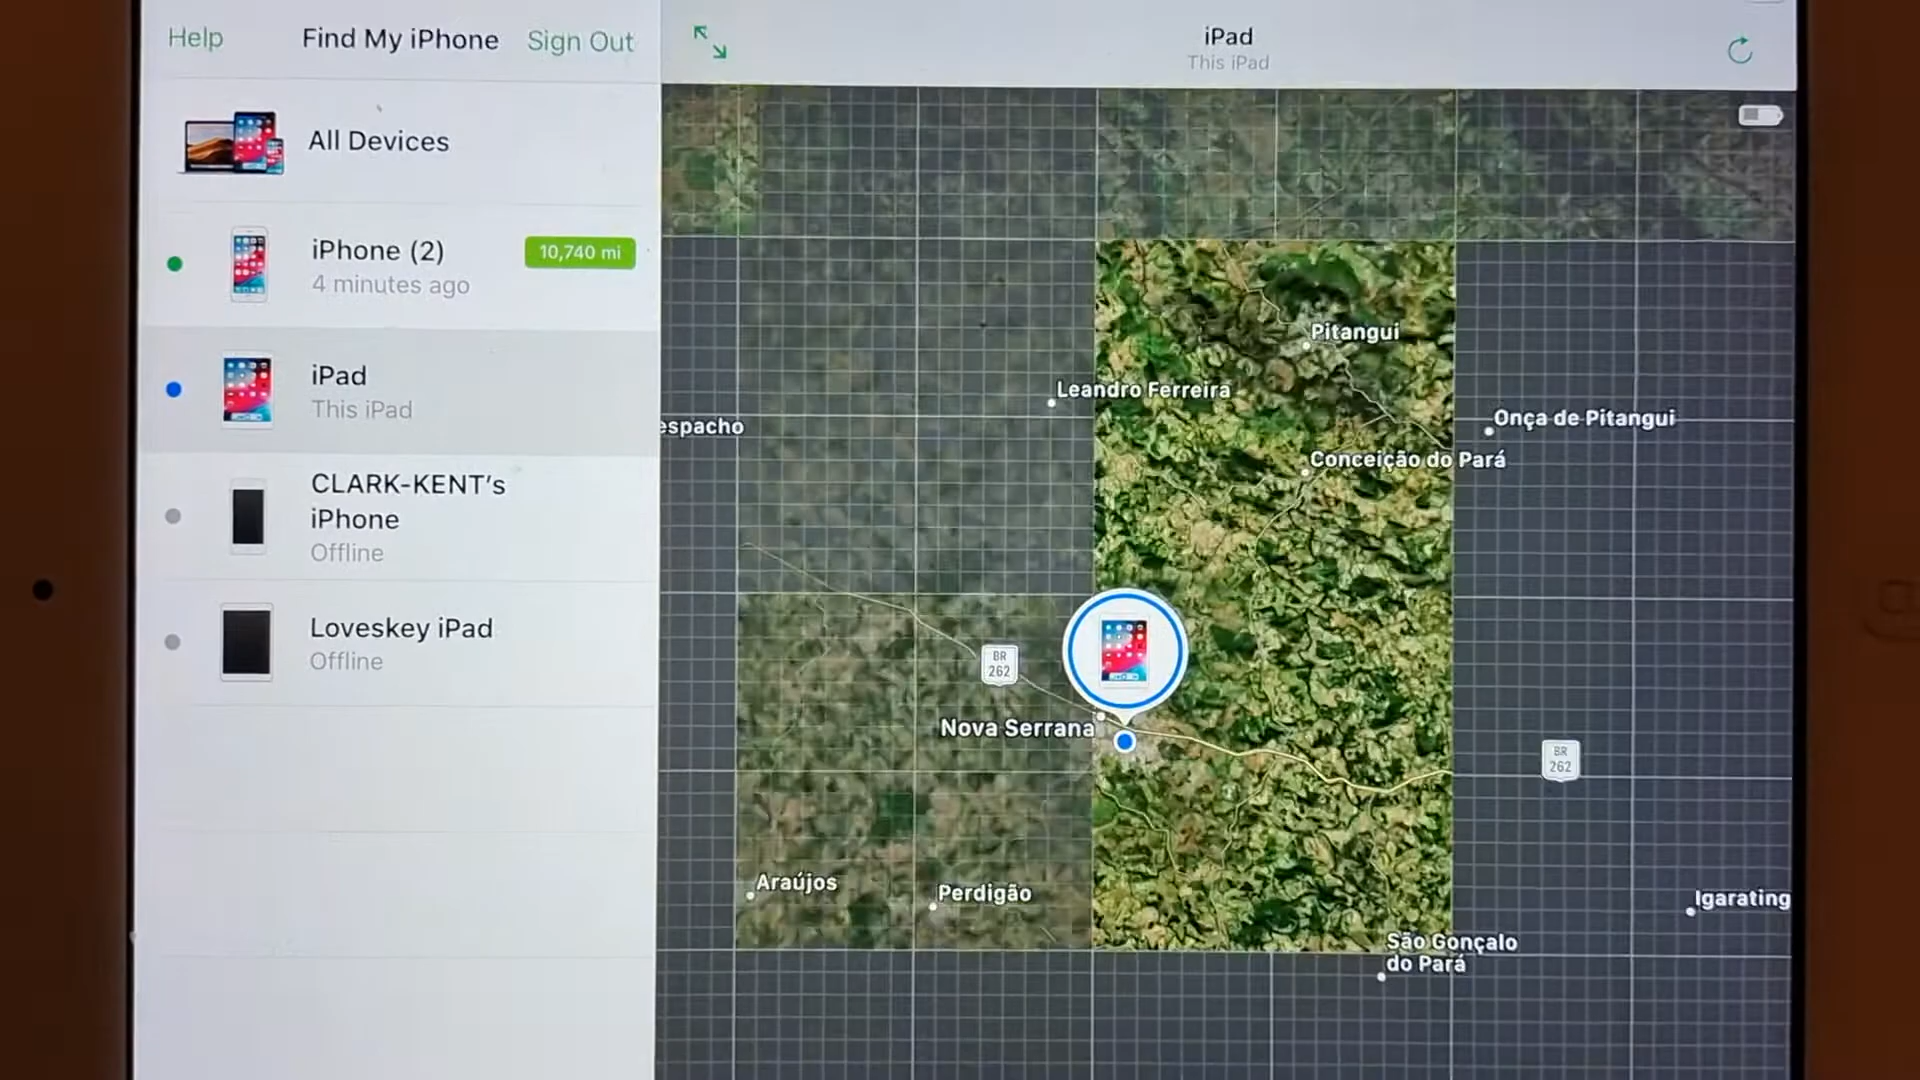 Help
Find My iPhone
Sign Out
All Devices
iPhone (2)
4 minutes ago
10,740 mi
iPad
This iPad
CLARK-KENT's
iPhone
Offline
Loveskey iPad
Offline
iPad
This iPad
Pitangui
Leandro Ferreira
espacho
Onça de Pitangui
Conceição do Pará
BR
262
Nova Serrana
BR
262
Araújos
Perdigão
Igarating
São Gonçalo
do Pará